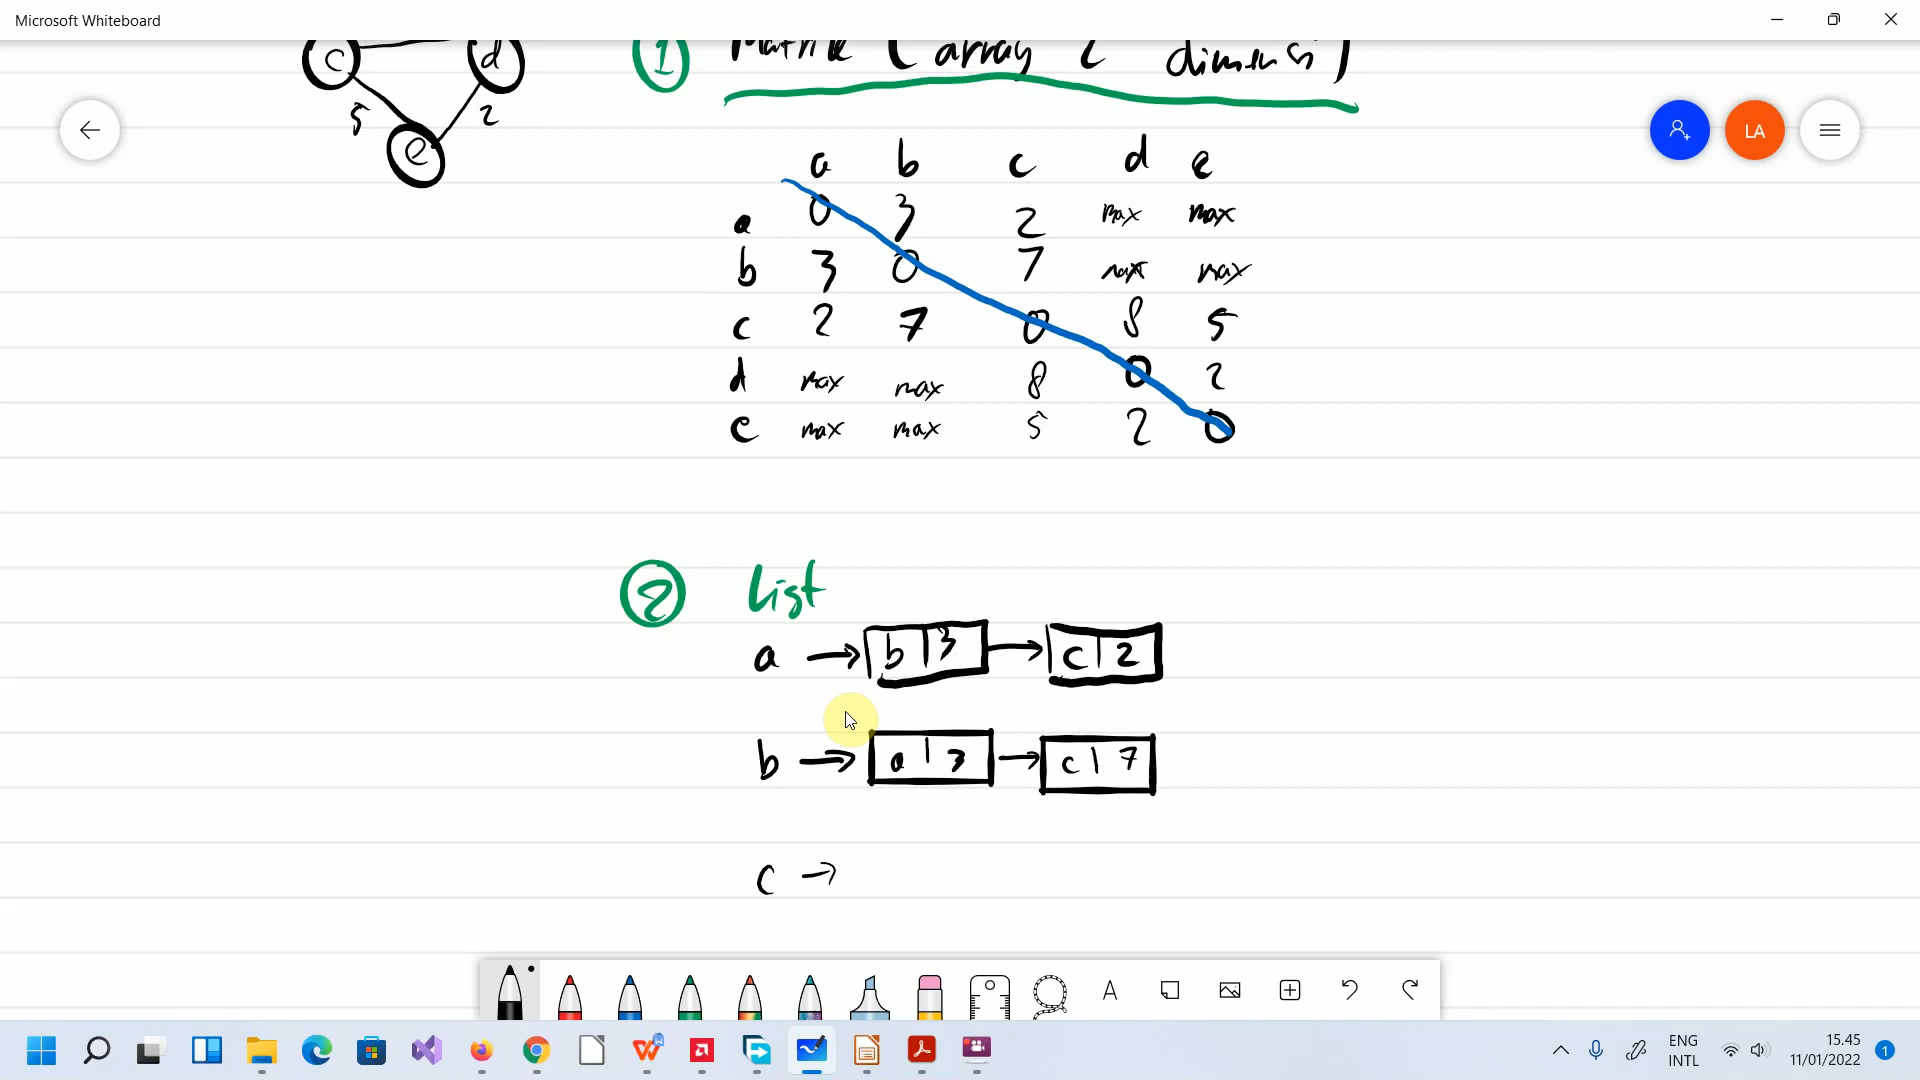 Microsoft Whiteboard
c d
5 2
e
1 Matrik (array 2 dimensi)
LA
a b c d e
a 0 3 2 max max
b 3 0 7 max max
c 2 7 0 8 5
d max max 8 0 2
e max max 5 2 0
2 List
a → b | 3 → c | 2
b → a | 3 → c | 7
c →
A
ENG
INTL
15.45
11/01/2022
1